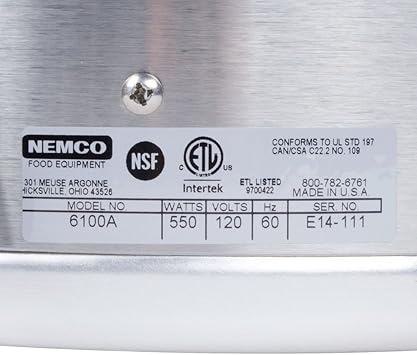 NEMCO
FOOD EQUIPMENT
301 MEUSE ARGONNE
HICKSVILLE, OHIO 43526
NSF
C ETL US
Intertek
ETL LISTED
9700422
CONFORMS TO UL STD 197
CAN/CSA C22.2 NO. 109
800-782-6761
MADE IN U.S.A.
MODEL NO WATTS VOLTS Hz SER. NO.
6100A 550 120 60 E14-111